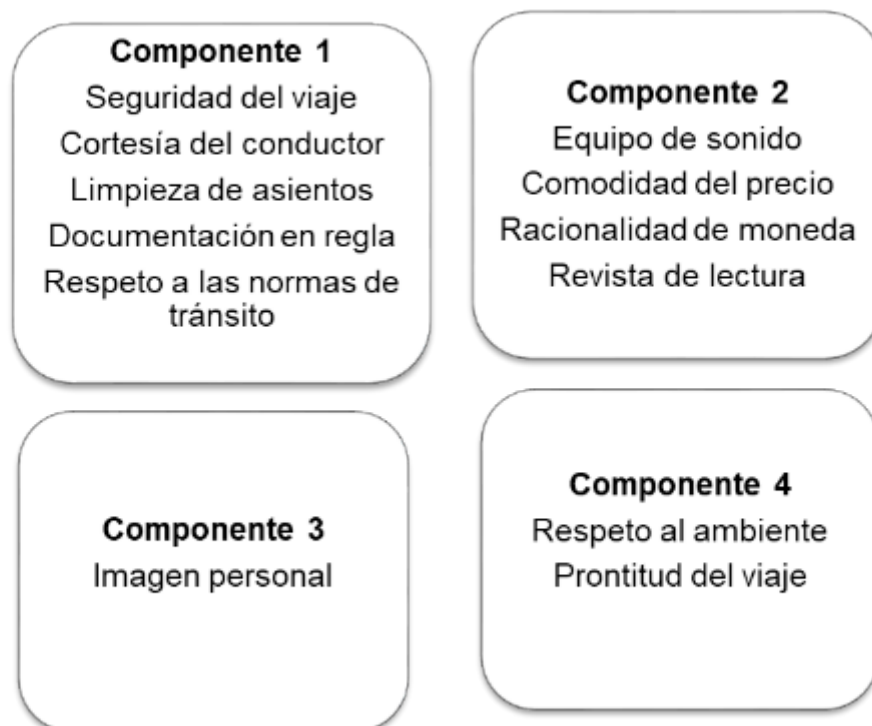 Componente 1
Seguridad del viaje
Cortesía del conductor
Limpieza de asientos
Documentación en regla
Respeto a las normas de
tránsito
Componente 2
Equipo de sonido
Comodidad del precio
Racionalidad de moneda
Revista de lectura
Componente 3
Imagen personal
Componente 4
Respeto al ambiente
Prontitud del viaje